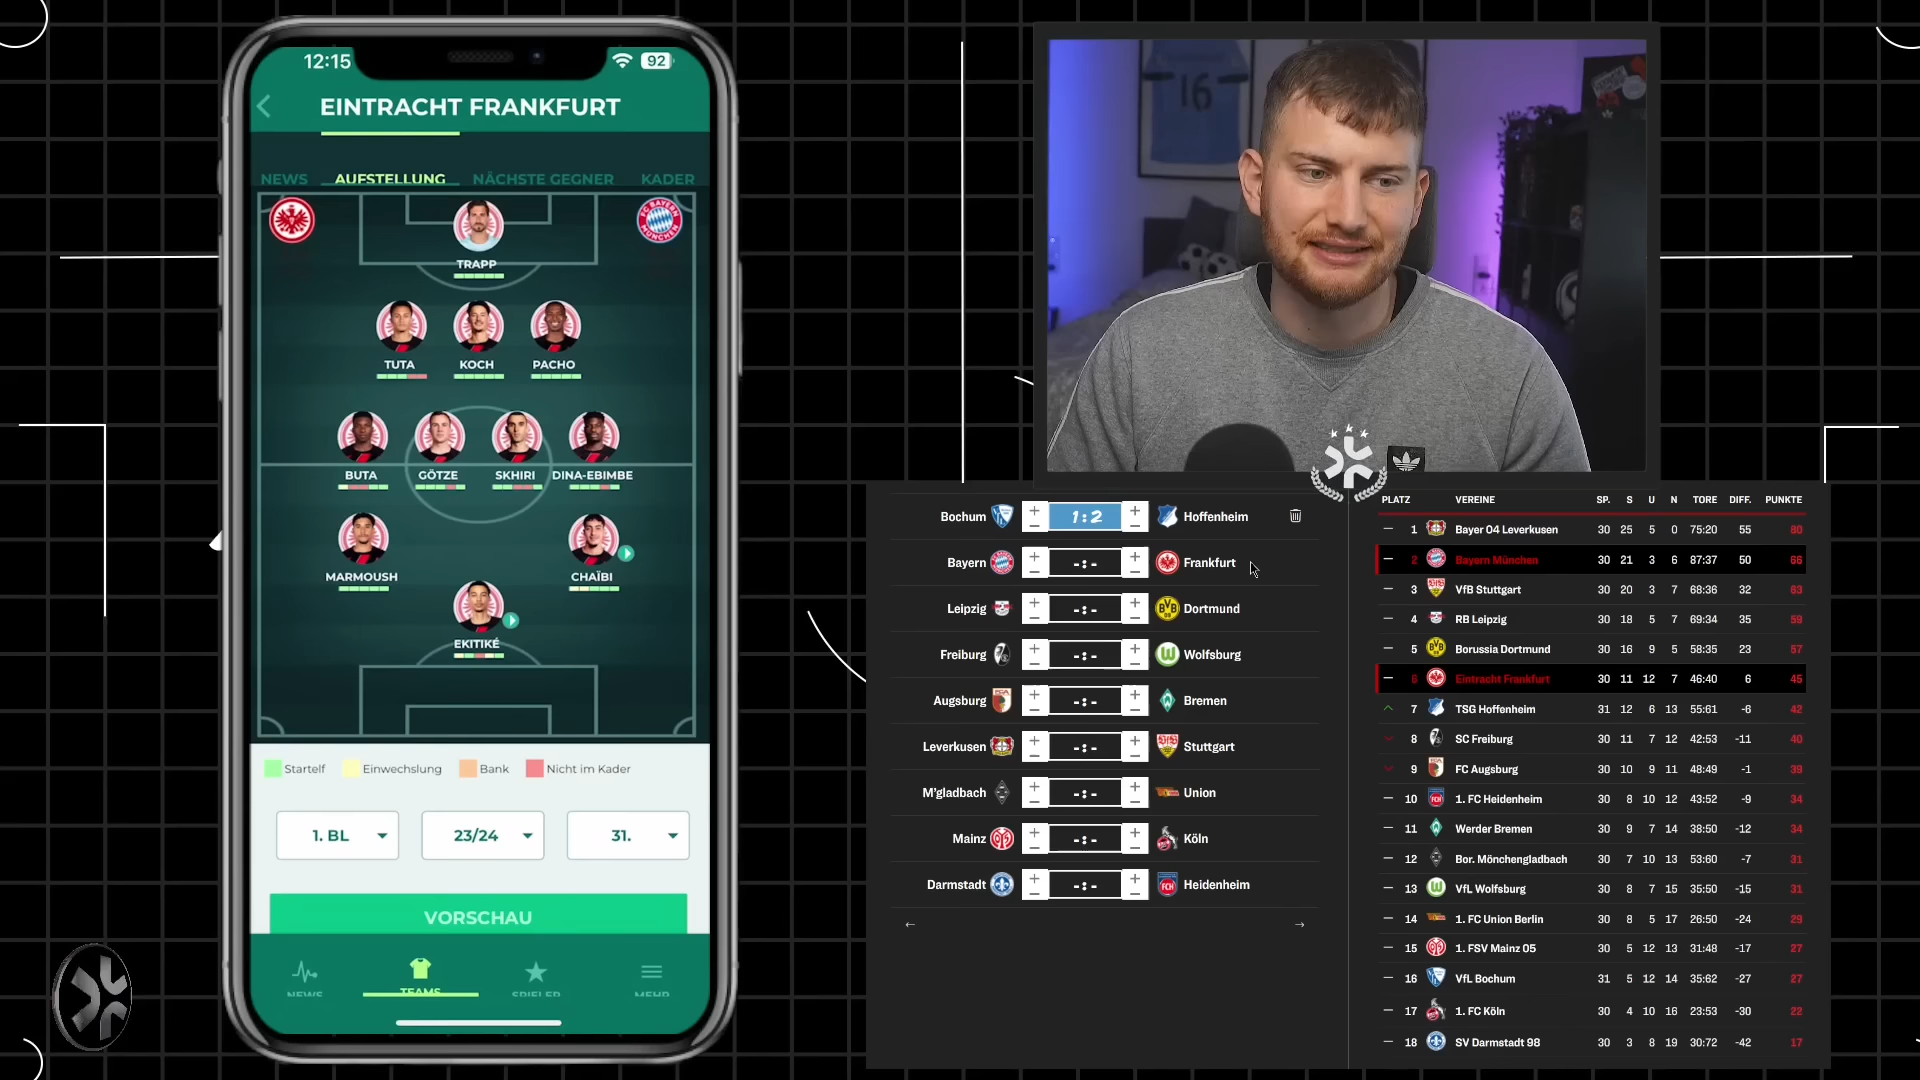 12:15
92
EINTRACHT FRANKFURT
NEWS AUFSTELLUNG NÄCHSTE GEGNER KADER
FC BAYERN
MÜNCHEN
TRAPP
TUTA KOCH PACHO
BUTA GÖTZE SKHIRI DINA-EBIMBE
MARMOUSH CHAÏBI
EKITIKÉ
Startelf Einwechslung Bank Nicht im Kader
1. BL 23/24 31.
VORSCHAU
NEWS TEAMS SPIELER MEHR
16
Bochum + − 1:2 + − Hoffenheim
Bayern + − -:- + − Frankfurt
Leipzig + − -:- + − Dortmund
Freiburg + − -:- + − Wolfsburg
Augsburg + − -:- + − Bremen
Leverkusen + − -:- + − Stuttgart
M'gladbach + − -:- + − Union
Mainz + − -:- + − Köln
Darmstadt + − -:- + − Heidenheim
← →
PLATZ VEREINE SP. S U N TORE DIFF. PUNKTE
1 Bayer 04 Leverkusen 30 25 5 0 75:20 55 80
2 Bayern München 30 21 3 6 87:37 50 66
3 VfB Stuttgart 30 20 3 7 68:36 32 63
4 RB Leipzig 30 18 5 7 69:34 35 59
5 Borussia Dortmund 30 16 9 5 58:35 23 57
6 Eintracht Frankfurt 30 11 12 7 46:40 6 45
7 TSG Hoffenheim 31 12 6 13 55:61 -6 42
8 SC Freiburg 30 11 7 12 42:53 -11 40
9 FC Augsburg 30 10 9 11 48:49 -1 39
10 1. FC Heidenheim 30 8 10 12 43:52 -9 34
11 Werder Bremen 30 9 7 14 38:50 -12 34
12 Bor. Mönchengladbach 30 7 10 13 53:60 -7 31
13 VfL Wolfsburg 30 8 7 15 35:50 -15 31
14 1. FC Union Berlin 30 8 5 17 26:50 -24 29
15 1. FSV Mainz 05 30 5 12 13 31:48 -17 27
16 VfL Bochum 31 5 12 14 35:62 -27 27
17 1. FC Köln 30 4 10 16 23:53 -30 22
18 SV Darmstadt 98 30 3 8 19 30:72 -42 17